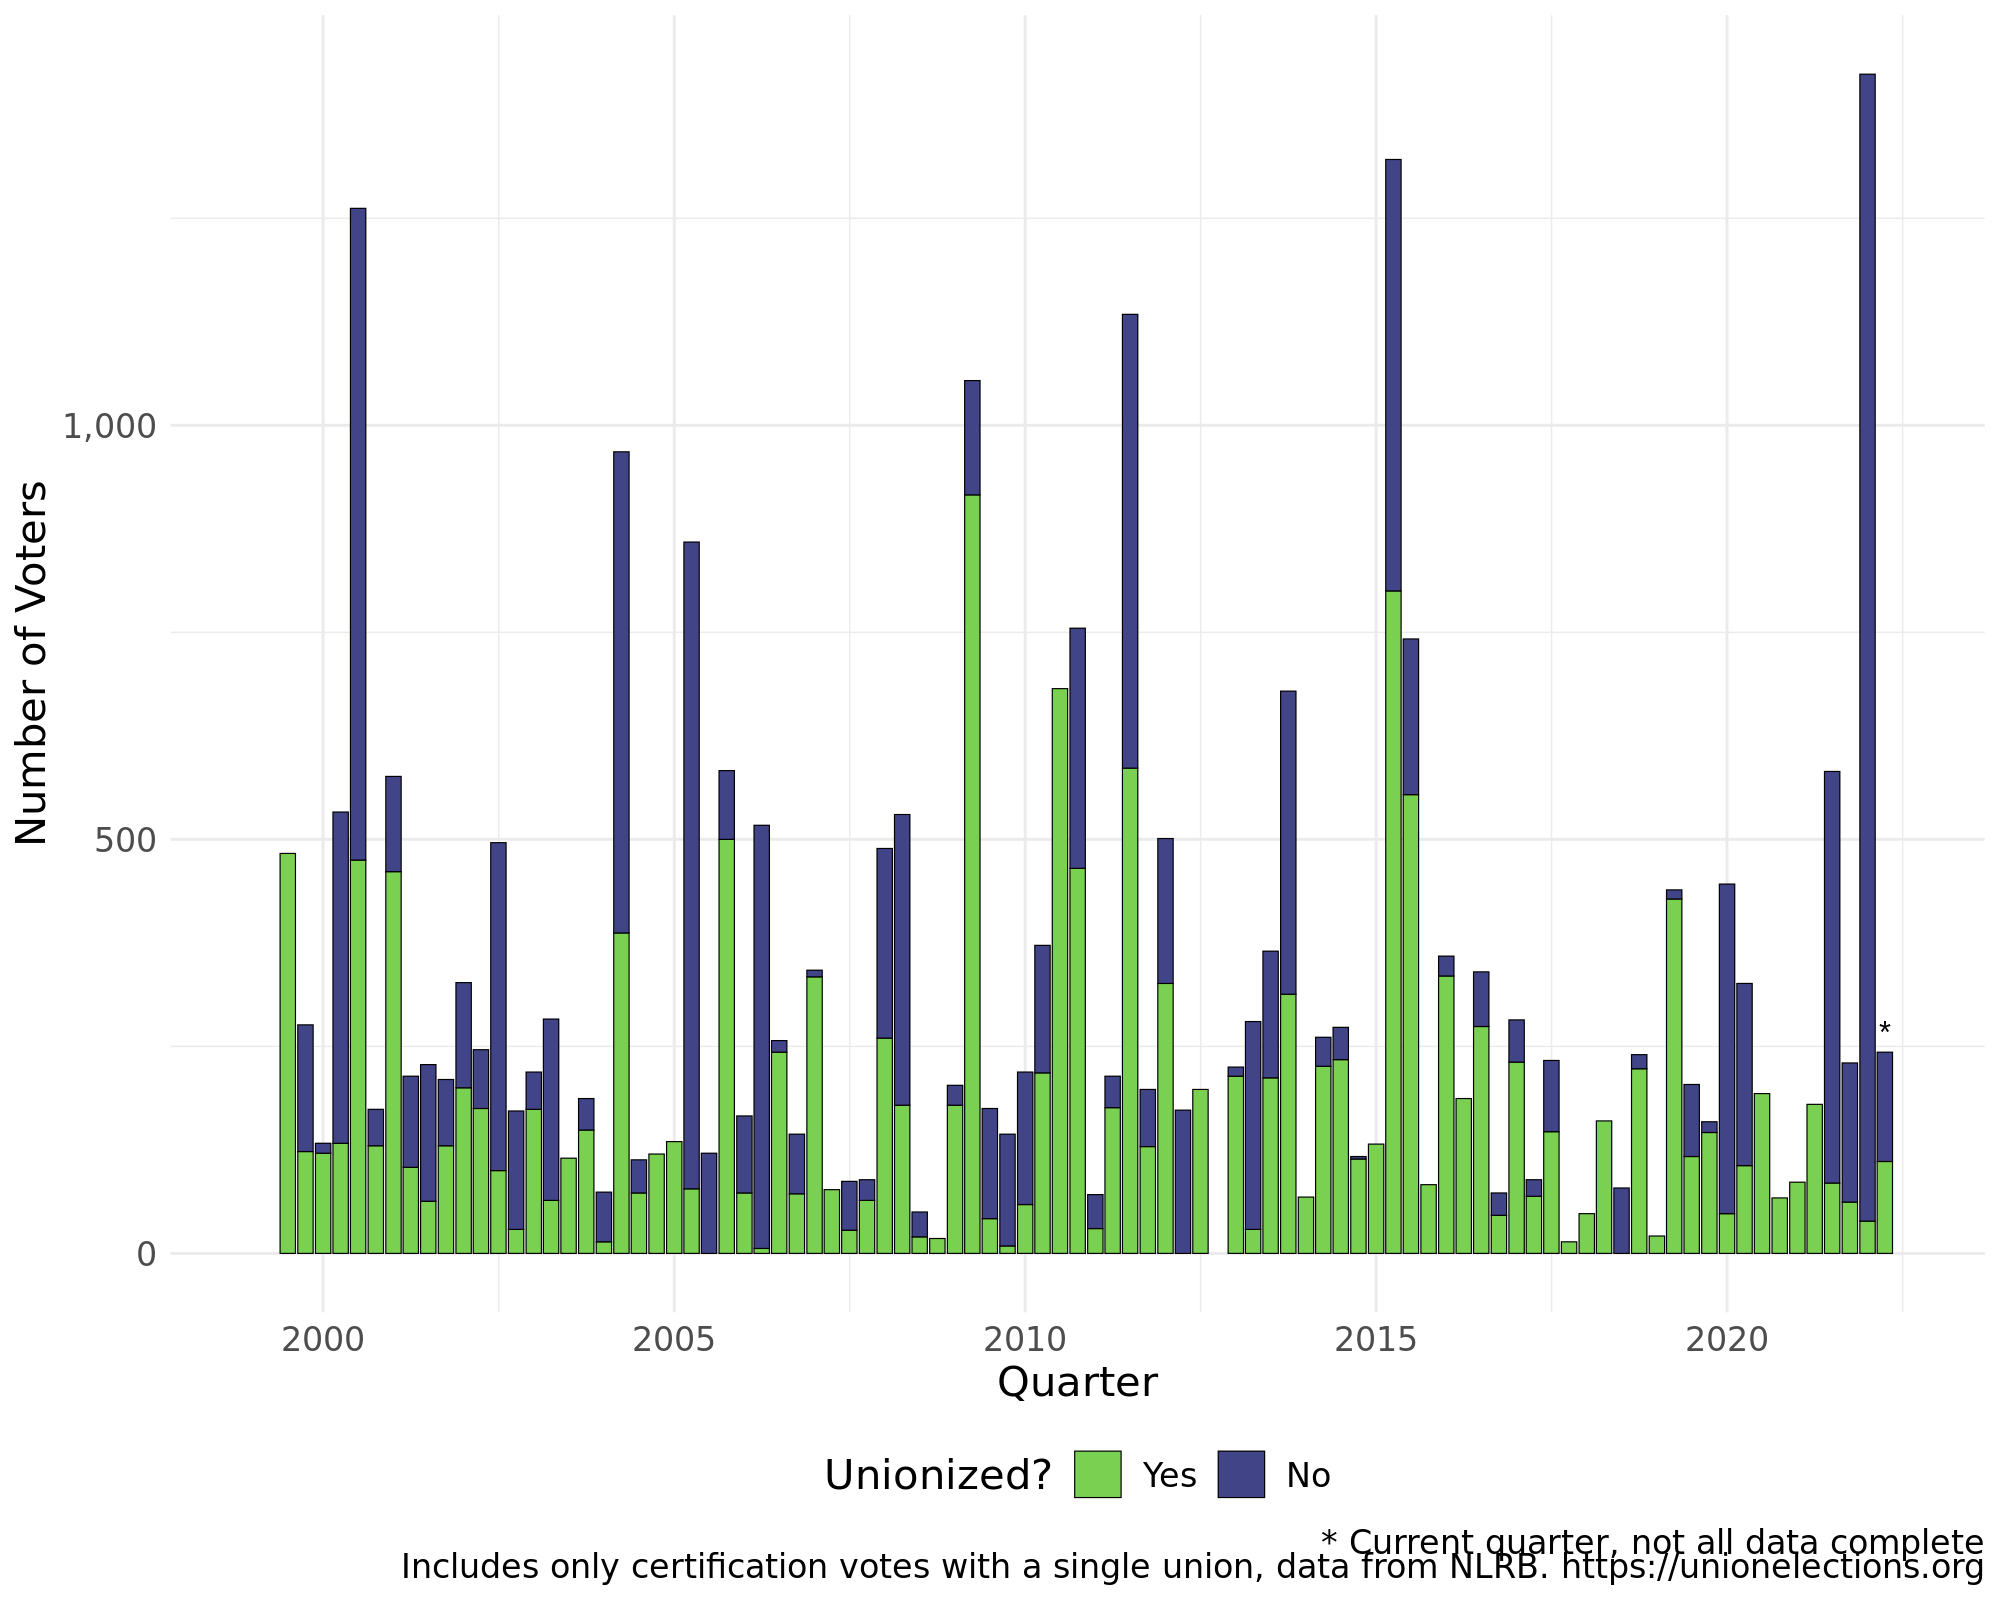 Number of Voters
1,000
500
0
*
2000 2005 2010 2015 2020
Quarter
Unionized? Yes No
* Current quarter, not all data complete
Includes only certification votes with a single union, data from NLRB. https://unionelections.org